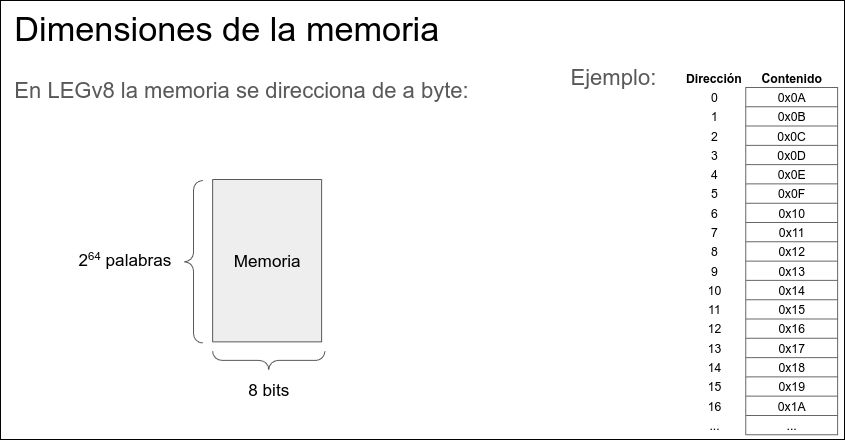 Dimensiones de la memoria
En LEGv8 la memoria se direcciona de a byte:
2⁶⁴ palabras
Memoria
8 bits
Ejemplo:
Dirección Contenido
0 0x0A
1 0x0B
2 0x0C
3 0x0D
4 0x0E
5 0x0F
6 0x10
7 0x11
8 0x12
9 0x13
10 0x14
11 0x15
12 0x16
13 0x17
14 0x18
15 0x19
16 0x1A
... ...